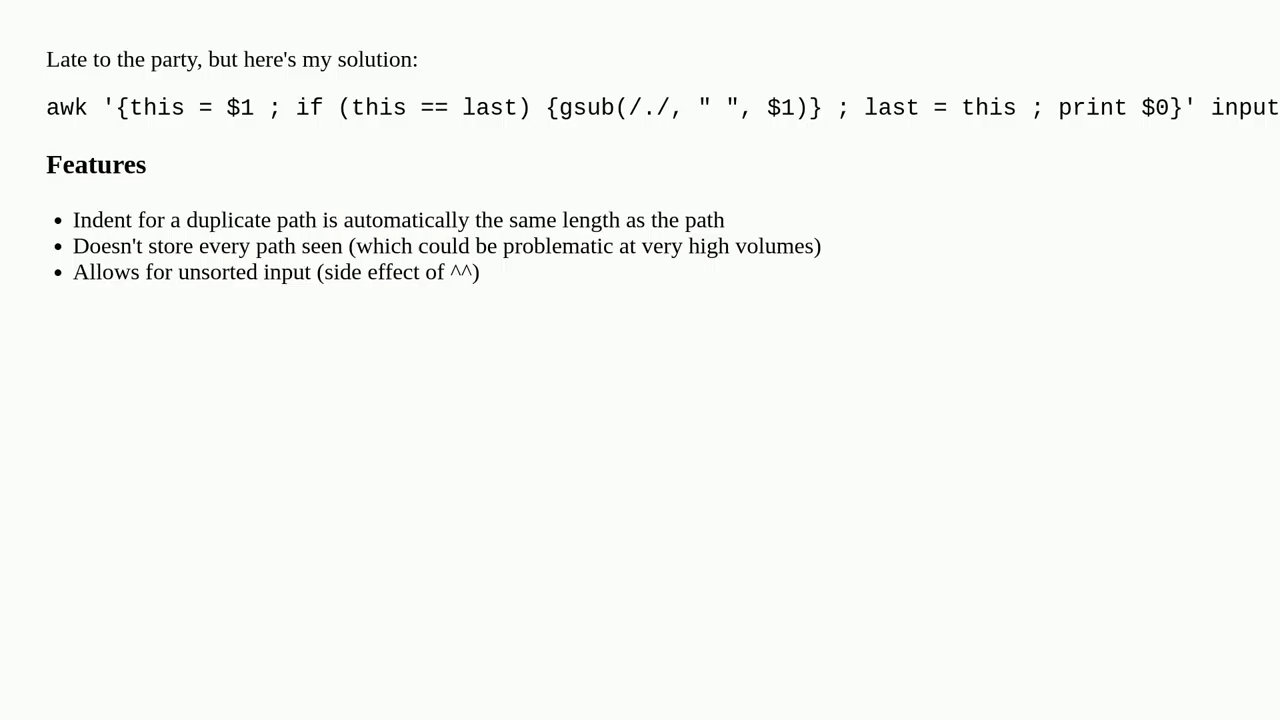 Late to the party, but here's my solution:
awk '{this = $1 ; if (this == last) {gsub(/./, " ", $1)} ; last = this ; print $0}' input
Features
• Indent for a duplicate path is automatically the same length as the path
• Doesn't store every path seen (which could be problematic at very high volumes)
• Allows for unsorted input (side effect of ^^)